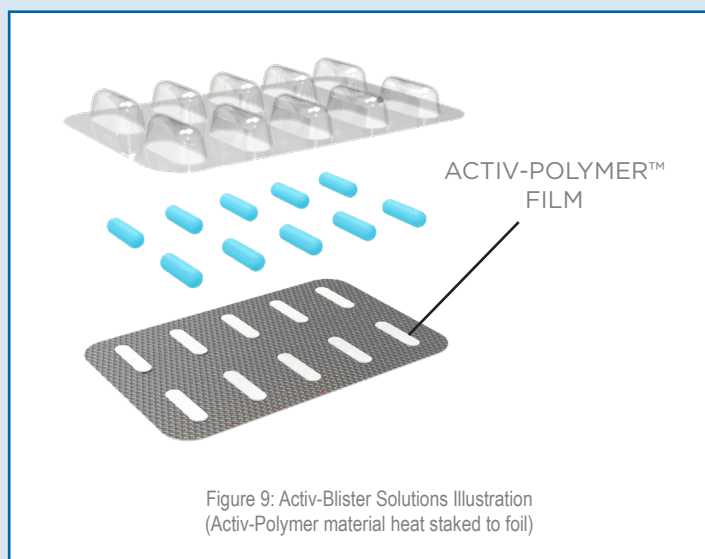 ACTIV-POLYMER™
FILM
Figure 9: Activ-Blister Solutions Illustration
(Activ-Polymer material heat staked to foil)